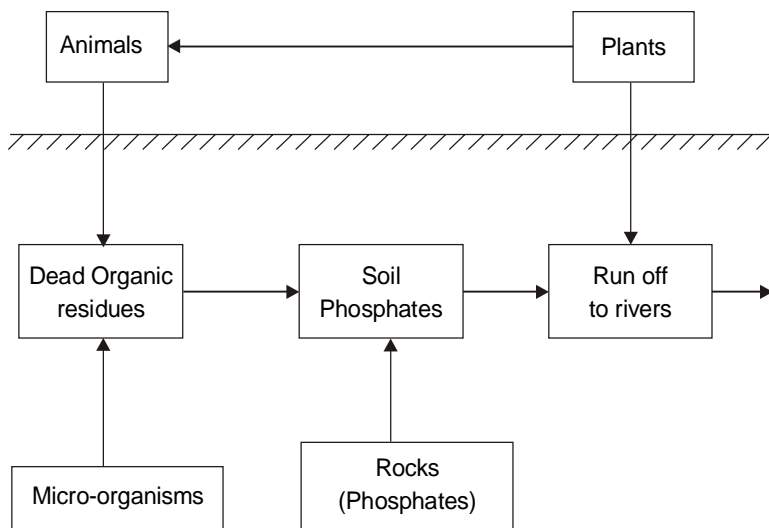 Animals
Plants
Dead Organic
residues
Soil
Phosphates
Run off
to rivers
Micro-organisms
Rocks
(Phosphates)